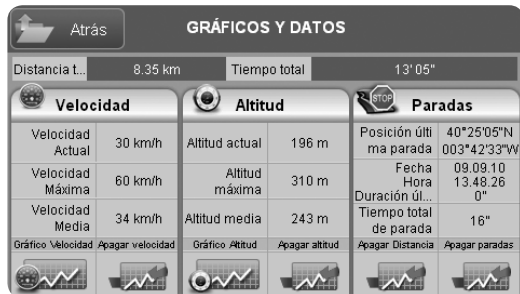 Atrás
GRÁFICOS Y DATOS
Distancia t... 8.35 km Tiempo total 13'05"
Velocidad
Velocidad Actual 30 km/h
Velocidad Máxima 60 km/h
Velocidad Media 34 km/h
Gráfico Velocidad Apagar velocidad
Altitud
Altitud actual 196 m
Altitud máxima 310 m
Altitud media 243 m
Gráfico Altitud Apagar altitud
STOP
Paradas
Posición últi
ma parada
40°25'05"N
003°42'33"W
Fecha 09.09.10
Hora 13.48.26
Duración úl... 0"
Tiempo total
de parada
16"
Apagar Distancia Apagar paradas